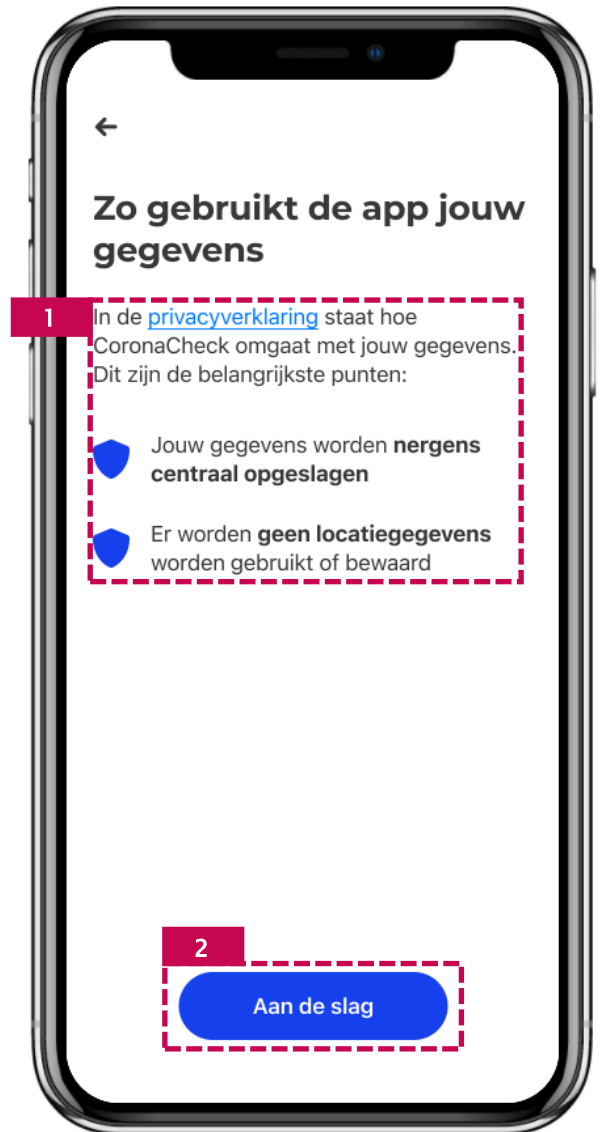 Zo gebruikt de app jouw
gegevens
1
In de privacyverklaring staat hoe
CoronaCheck omgaat met jouw gegevens.
Dit zijn de belangrijkste punten:
Jouw gegevens worden nergens
centraal opgeslagen
Er worden geen locatiegegevens
worden gebruikt of bewaard
2
Aan de slag